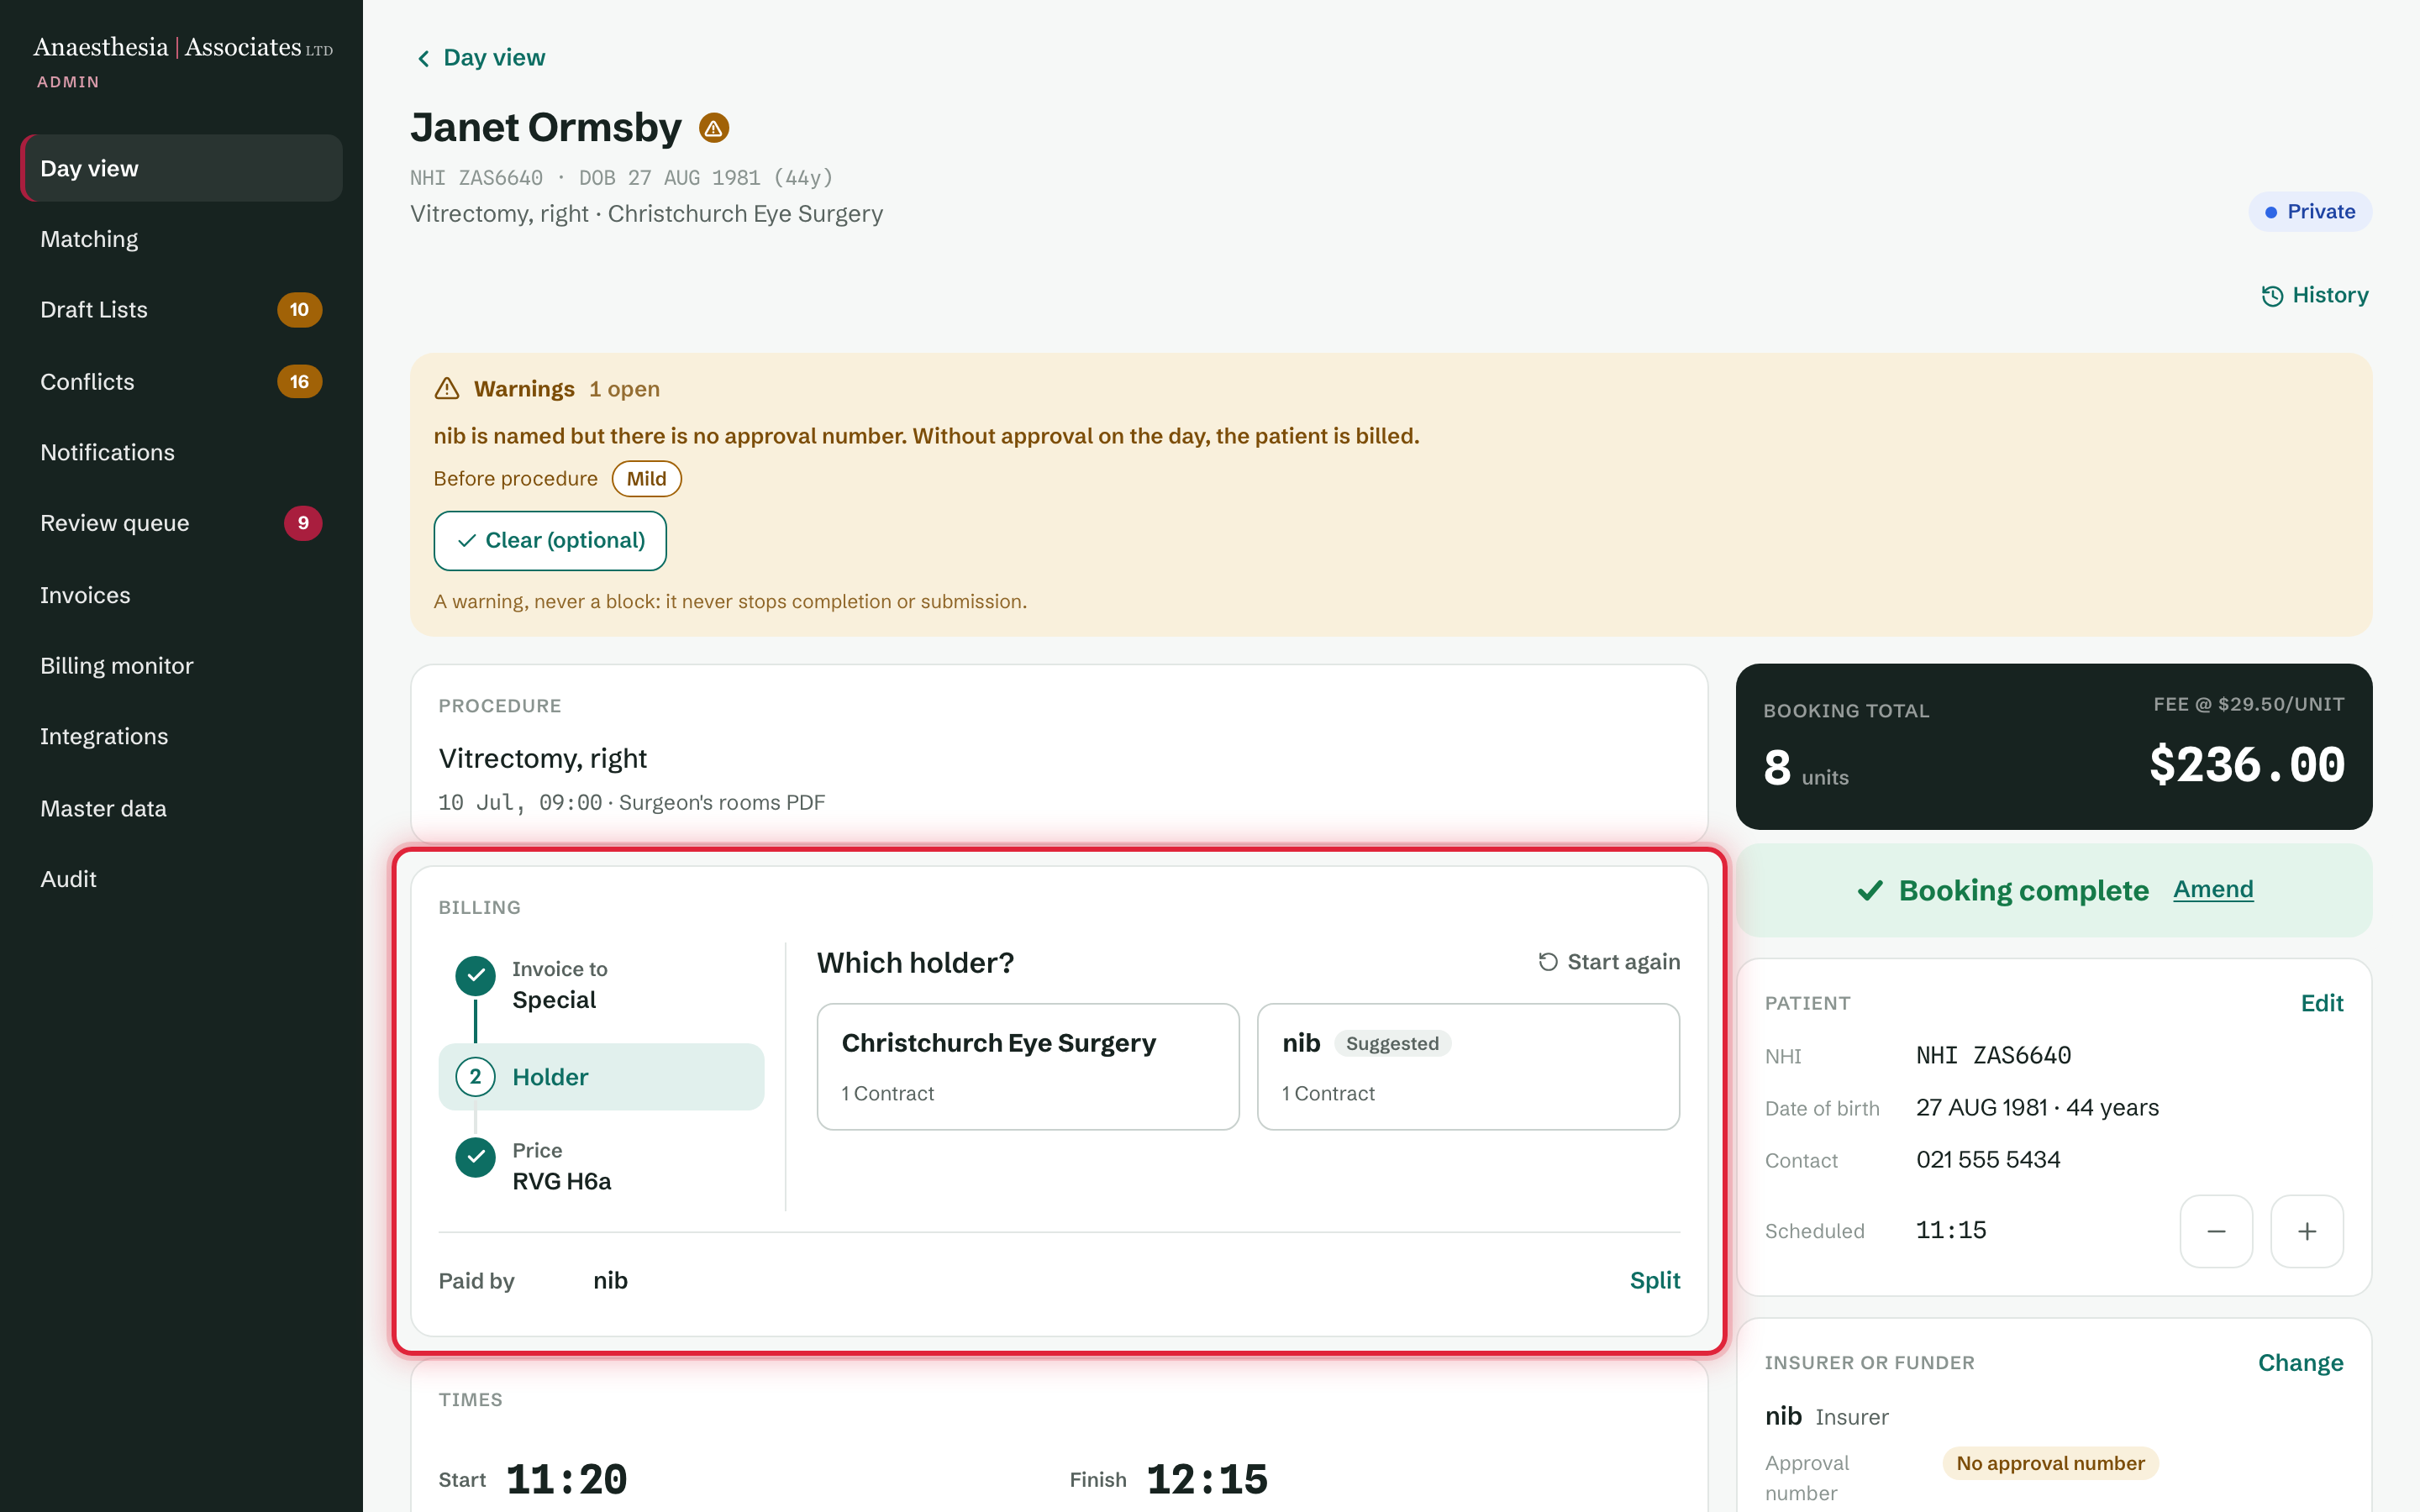 Anaesthesia | Associates LTD
ADMIN
Day view
Matching
Draft Lists 10
Conflicts 16
Notifications
Review queue 9
Invoices
Billing monitor
Integrations
Master data
Audit
Day view
Janet Ormsby
NHI ZAS6640 · DOB 27 AUG 1981 (44y)
Vitrectomy, right · Christchurch Eye Surgery
Private
History
Warnings 1 open
nib is named but there is no approval number. Without approval on the day, the patient is billed.
Before procedure Mild
Clear (optional)
A warning, never a block: it never stops completion or submission.
PROCEDURE
Vitrectomy, right
10 Jul, 09:00 · Surgeon's rooms PDF
BILLING
Invoice to
Special
2 Holder
Price
RVG H6a
Which holder? Start again
Christchurch Eye Surgery
1 Contract
nib Suggested
1 Contract
Paid by nib Split
TIMES
Start 11:20 Finish 12:15
BOOKING TOTAL FEE @ $29.50/UNIT
8 units $236.00
Booking complete Amend
PATIENT Edit
NHI NHI ZAS6640
Date of birth 27 AUG 1981 · 44 years
Contact 021 555 5434
Scheduled 11:15 − +
INSURER OR FUNDER Change
nib Insurer
Approval number No approval number